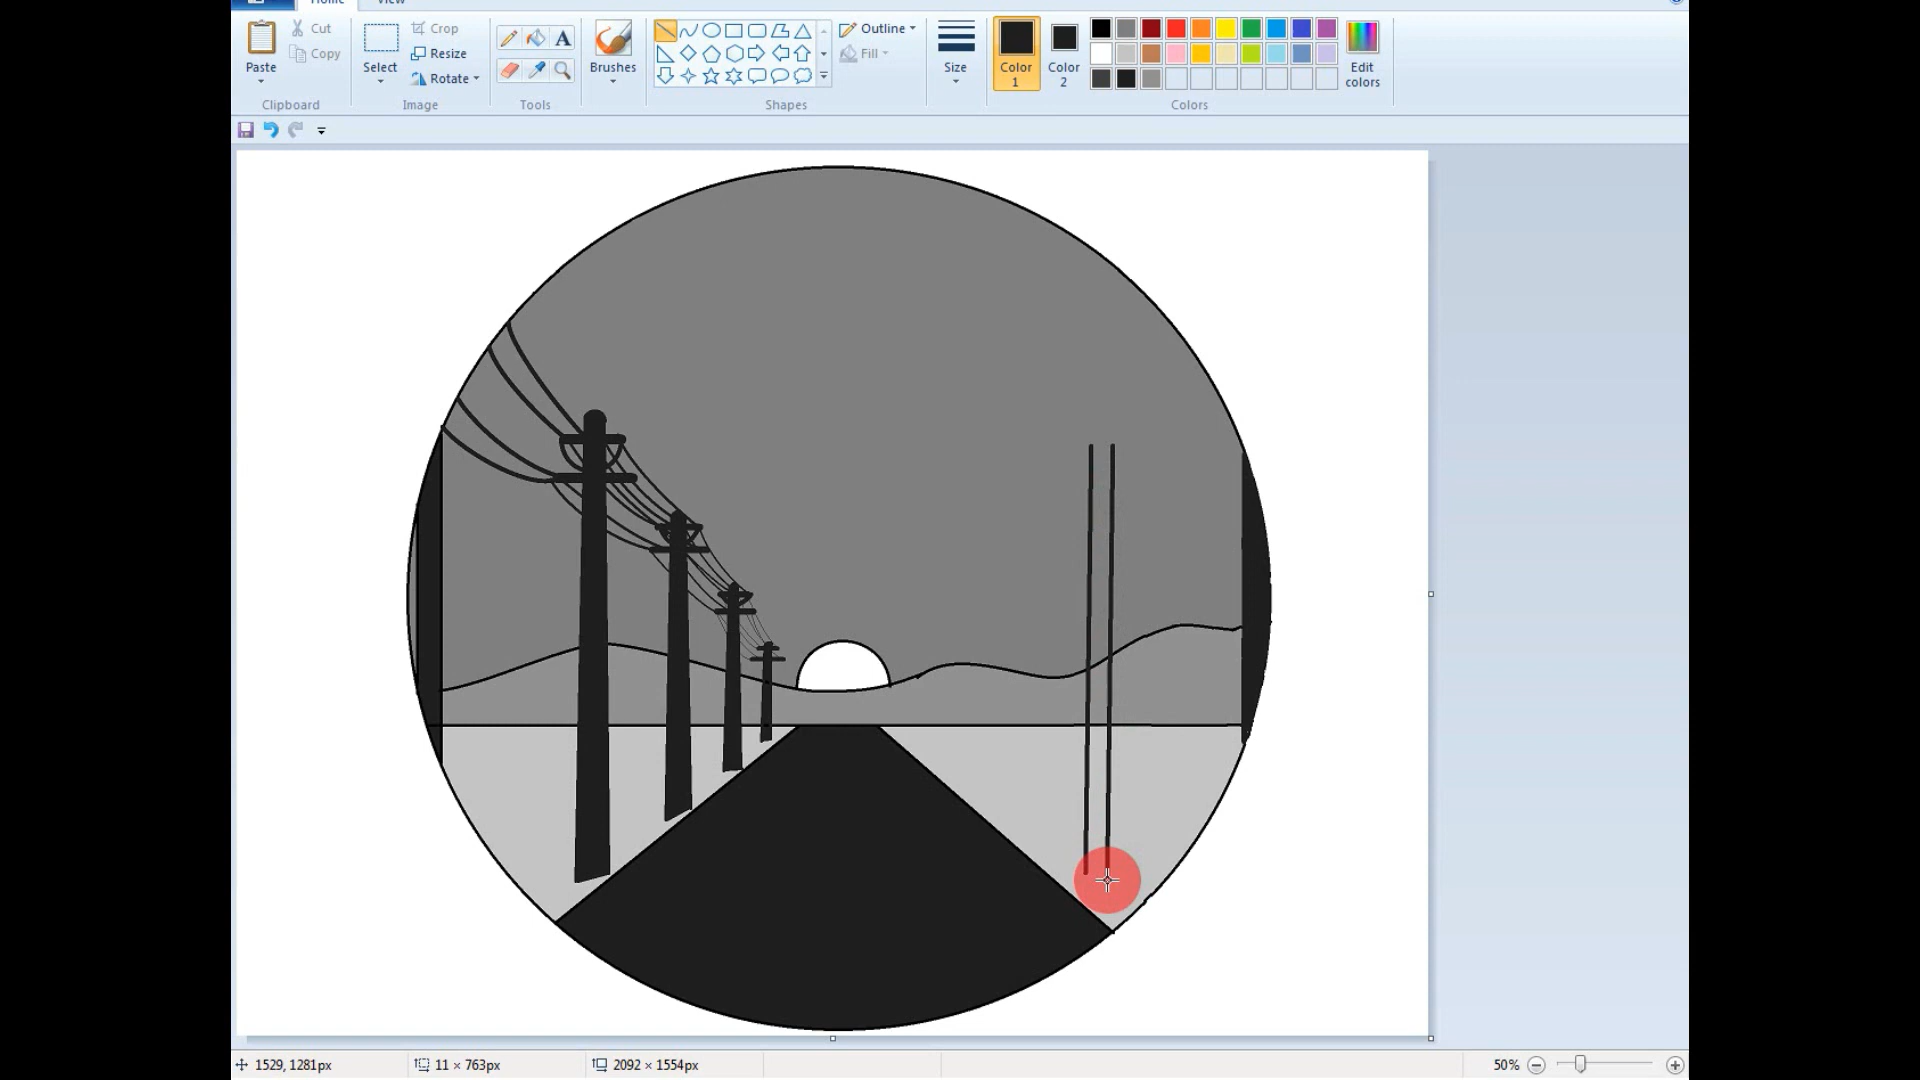 Home View
Cut
Copy
Paste
Clipboard
Select
Crop
Resize
Rotate
Image
A
Tools
Brushes
Outline
Fill
Shapes
Size
Color 1
Color 2
Edit colors
Colors
1529, 1281px 11 × 763px 2092 × 1554px 50%